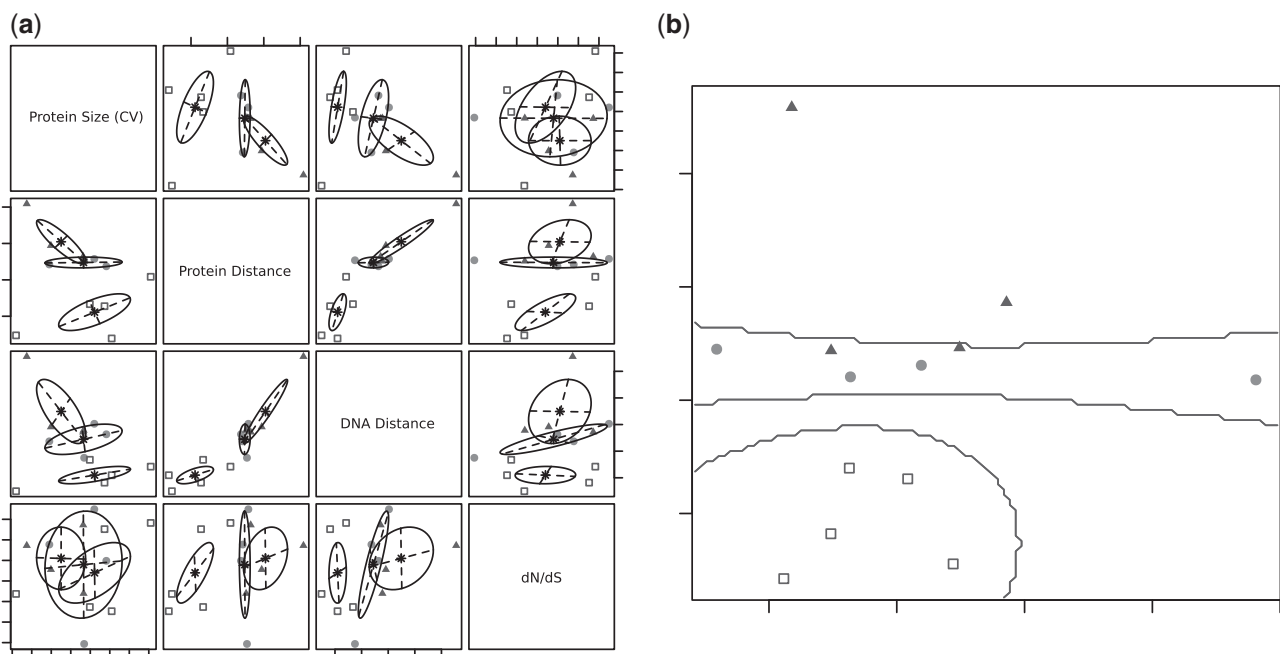 (a)
(b)
Protein Size (CV)
Protein Distance
DNA Distance
dN/dS